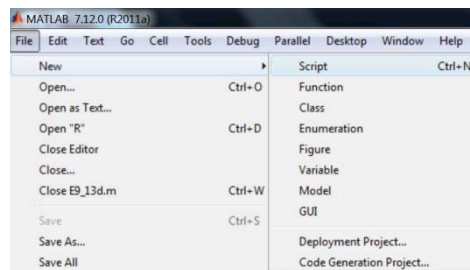 MATLAB 7.12.0 (R2011a)
File Edit Text Go Cell Tools Debug Parallel Desktop Window Help
New
Open... Ctrl+O
Open as Text...
Open "R" Ctrl+D
Close Editor
Close...
Close E9_13d.m Ctrl+W
Save Ctrl+S
Save As...
Save All
Script Ctrl+N
Function
Class
Enumeration
Figure
Variable
Model
GUI
Deployment Project...
Code Generation Project...